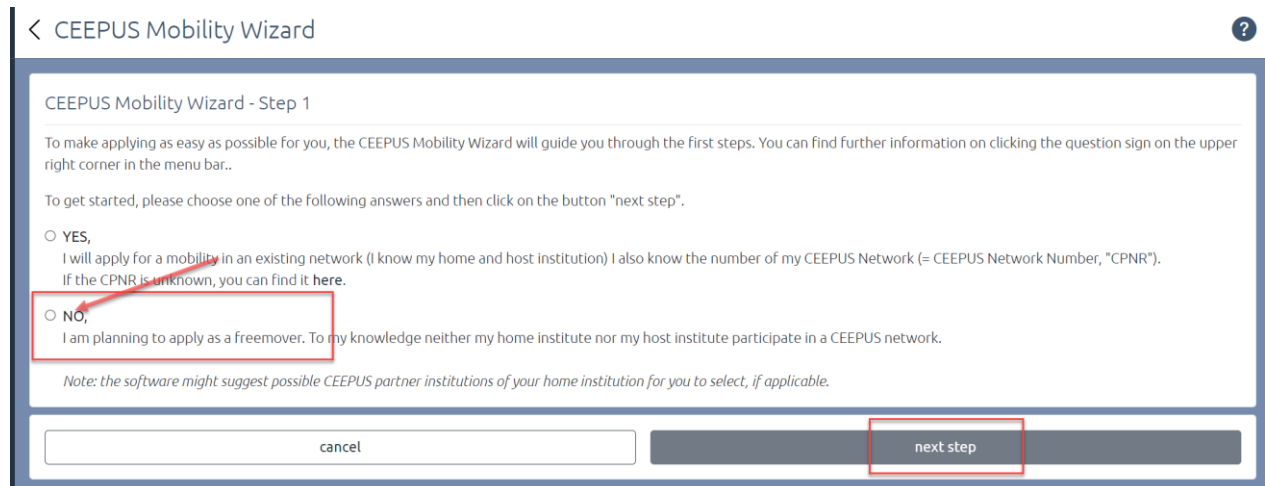 CEEPUS Mobility Wizard
?
CEEPUS Mobility Wizard - Step 1
To make applying as easy as possible for you, the CEEPUS Mobility Wizard will guide you through the first steps. You can find further information on clicking the question sign on the upper
right corner in the menu bar..
To get started, please choose one of the following answers and then click on the button "next step".
YES,
I will apply for a mobility in an existing network (I know my home and host institution) I also know the number of my CEEPUS Network (= CEEPUS Network Number, "CPNR").
If the CPNR is unknown, you can find it here.
NO,
I am planning to apply as a freemover. To my knowledge neither my home institute nor my host institute participate in a CEEPUS network.
Note: the software might suggest possible CEEPUS partner institutions of your home institution for you to select, if applicable.
cancel
next step